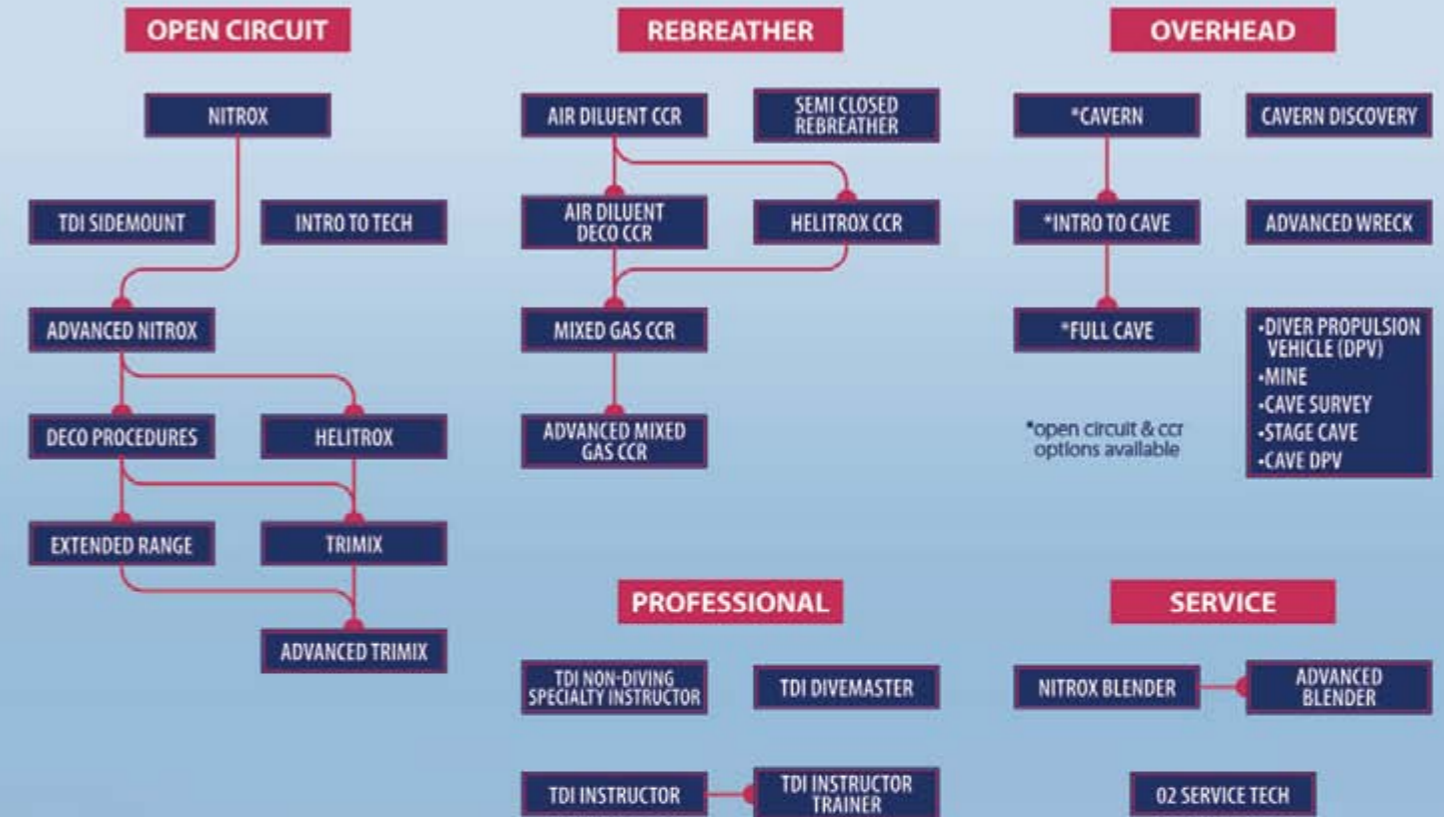 OPEN CIRCUIT
NITROX
TDI SIDEMOUNT
INTRO TO TECH
ADVANCED NITROX
DECO PROCEDURES
HELITROX
EXTENDED RANGE
TRIMIX
ADVANCED TRIMIX
REBREATHER
AIR DILUENT CCR
SEMI CLOSED
REBREATHER
AIR DILUENT
DECO CCR
HELITROX CCR
MIXED GAS CCR
ADVANCED MIXED
GAS CCR
OVERHEAD
*CAVERN
CAVERN DISCOVERY
*INTRO TO CAVE
ADVANCED WRECK
*FULL CAVE
•DIVER PROPULSION
VEHICLE (DPV)
•MINE
•CAVE SURVEY
•STAGE CAVE
•CAVE DPV
*open circuit & ccr
options available
PROFESSIONAL
TDI NON-DIVING
SPECIALTY INSTRUCTOR
TDI DIVEMASTER
TDI INSTRUCTOR
TDI INSTRUCTOR
TRAINER
SERVICE
NITROX BLENDER
ADVANCED
BLENDER
02 SERVICE TECH